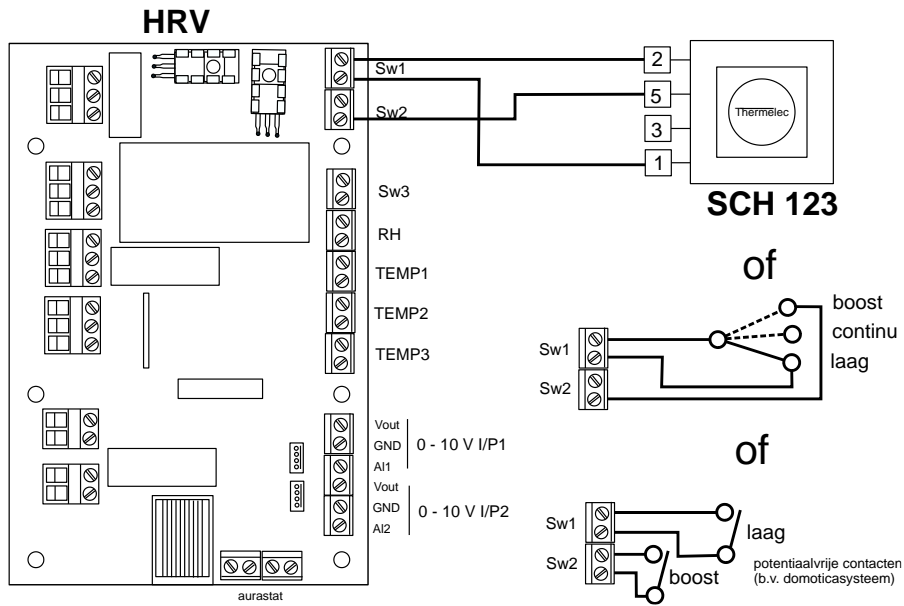 HRV
Sw1
Sw2
Sw3
RH
TEMP1
TEMP2
TEMP3
Vout
GND
AI1
0 - 10 V I/P1
Vout
GND
AI2
0 - 10 V I/P2
aurastat
2
5
3
1
Thermelec
SCH 123
of
boost
continu
laag
Sw1
Sw2
of
Sw1
Sw2
laag
boost
potentiaalvrije contacten
(b.v. domoticasysteem)